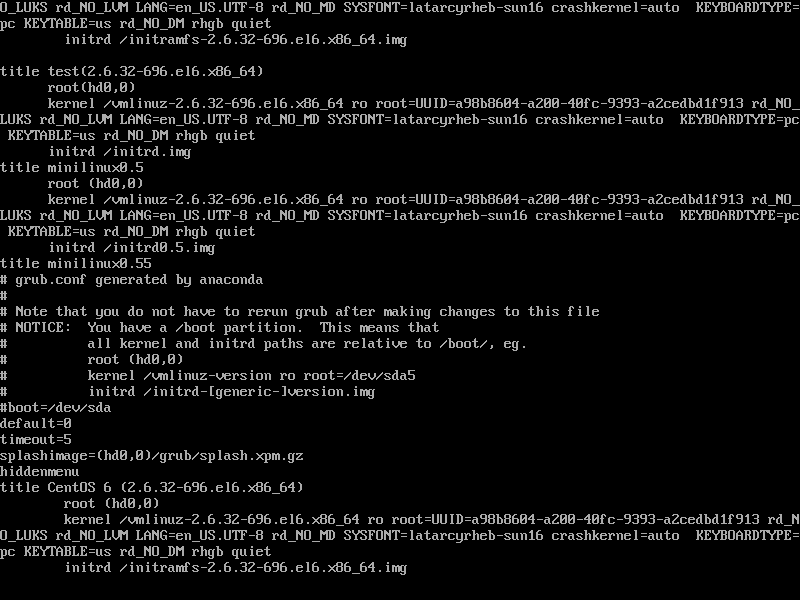 O_LUKS rd_NO_LVM LANG=en_US.UTF-8 rd_NO_MD SYSFONT=latarcyrheb-sun16 crashkernel=auto  KEYBOARDTYPE=
pc KEYTABLE=us rd_NO_DM rhgb quiet
        initrd /initramfs-2.6.32-696.el6.x86_64.img

title test(2.6.32-696.el6.x86_64)
      root(hd0,0)
      kernel /vmlinuz-2.6.32-696.el6.x86_64 ro root=UUID=a98b8604-a200-40fc-9393-a2cedbd1f913 rd_NO_
LUKS rd_NO_LVM LANG=en_US.UTF-8 rd_NO_MD SYSFONT=latarcyrheb-sun16 crashkernel=auto  KEYBOARDTYPE=pc
 KEYTABLE=us rd_NO_DM rhgb quiet
      initrd /initrd.img
title minilinux0.5
      root (hd0,0)
      kernel /vmlinuz-2.6.32-696.el6.x86_64 ro root=UUID=a98b8604-a200-40fc-9393-a2cedbd1f913 rd_NO_
LUKS rd_NO_LVM LANG=en_US.UTF-8 rd_NO_MD SYSFONT=latarcyrheb-sun16 crashkernel=auto  KEYBOARDTYPE=pc
 KEYTABLE=us rd_NO_DM rhgb quiet
      initrd /initrd0.5.img
title minilinux0.55
# grub.conf generated by anaconda
#
# Note that you do not have to rerun grub after making changes to this file
# NOTICE:  You have a /boot partition.  This means that
#          all kernel and initrd paths are relative to /boot/, eg.
#          root (hd0,0)
#          kernel /vmlinuz-version ro root=/dev/sda5
#          initrd /initrd-[generic-]version.img
#boot=/dev/sda
default=0
timeout=5
splashimage=(hd0,0)/grub/splash.xpm.gz
hiddenmenu
title CentOS 6 (2.6.32-696.el6.x86_64)
        root (hd0,0)
        kernel /vmlinuz-2.6.32-696.el6.x86_64 ro root=UUID=a98b8604-a200-40fc-9393-a2cedbd1f913 rd_N
O_LUKS rd_NO_LVM LANG=en_US.UTF-8 rd_NO_MD SYSFONT=latarcyrheb-sun16 crashkernel=auto  KEYBOARDTYPE=
pc KEYTABLE=us rd_NO_DM rhgb quiet
        initrd /initramfs-2.6.32-696.el6.x86_64.img